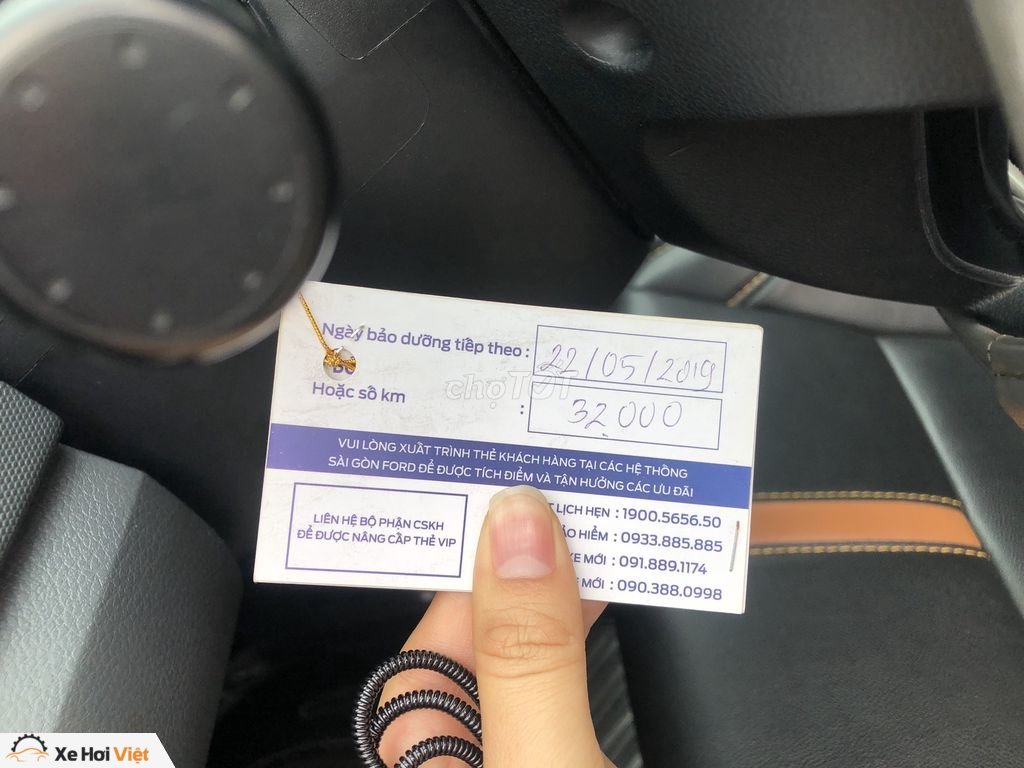 Ngày bảo dưỡng tiếp theo : 22/05/2019
Hoặc số km : 32000
chợTỐT
VUI LÒNG XUẤT TRÌNH THẺ KHÁCH HÀNG TẠI CÁC HỆ THỐNG
SÀI GÒN FORD ĐỂ ĐƯỢC TÍCH ĐIỂM VÀ TẬN HƯỞNG CÁC ƯU ĐÃI
LIÊN HỆ BỘ PHẬN CSKH
ĐỂ ĐƯỢC NÂNG CẤP THẺ VIP
LỊCH HẸN : 1900.5656.50
HIỂM : 0933.885.885
MỚI : 091.889.1174
MỚI : 090.388.0998
Xe Hơi Việt